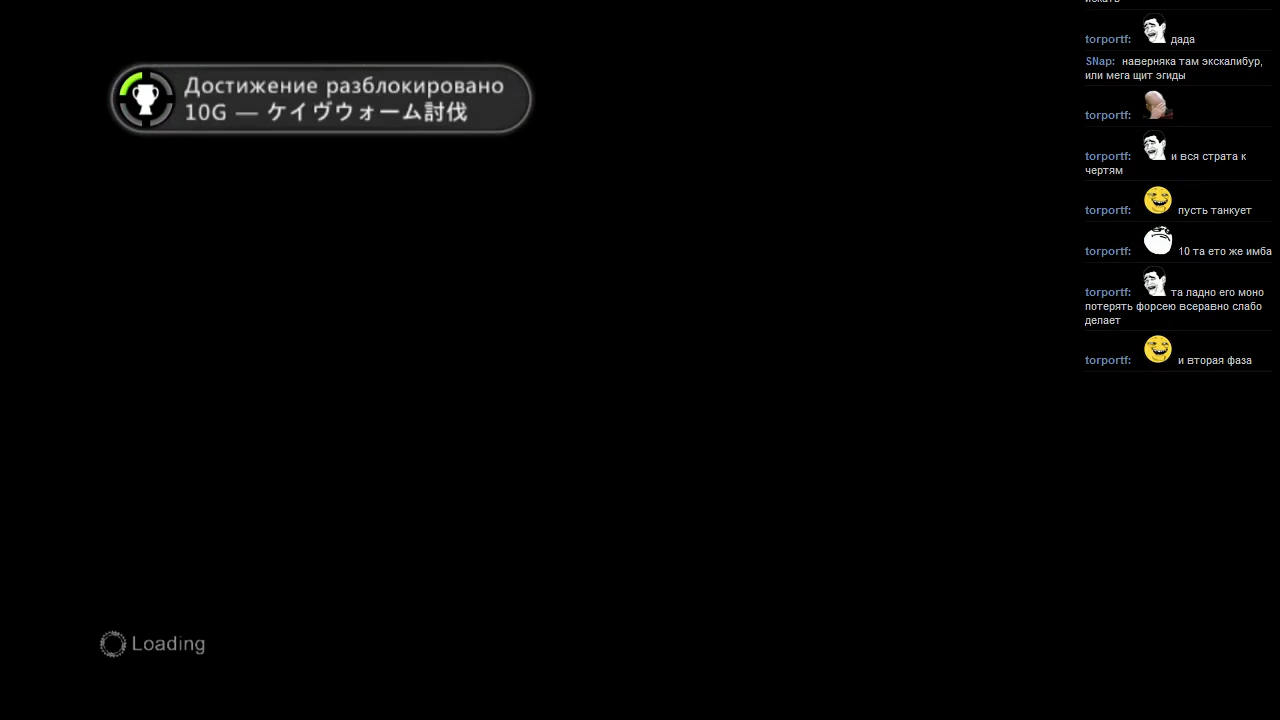 Достижение разблокировано
10G — ケイヴウォーム討伐
torportf: дада
SNap: наверняка там экскалибур,
или мега щит эгиды
torportf:
torportf: и вся страта к
чертям
torportf: пусть танкует
torportf: 10 та ето же имба
torportf: та ладно его моно
потерять форсею всеравно слабо
делает
torportf: и вторая фаза
Loading